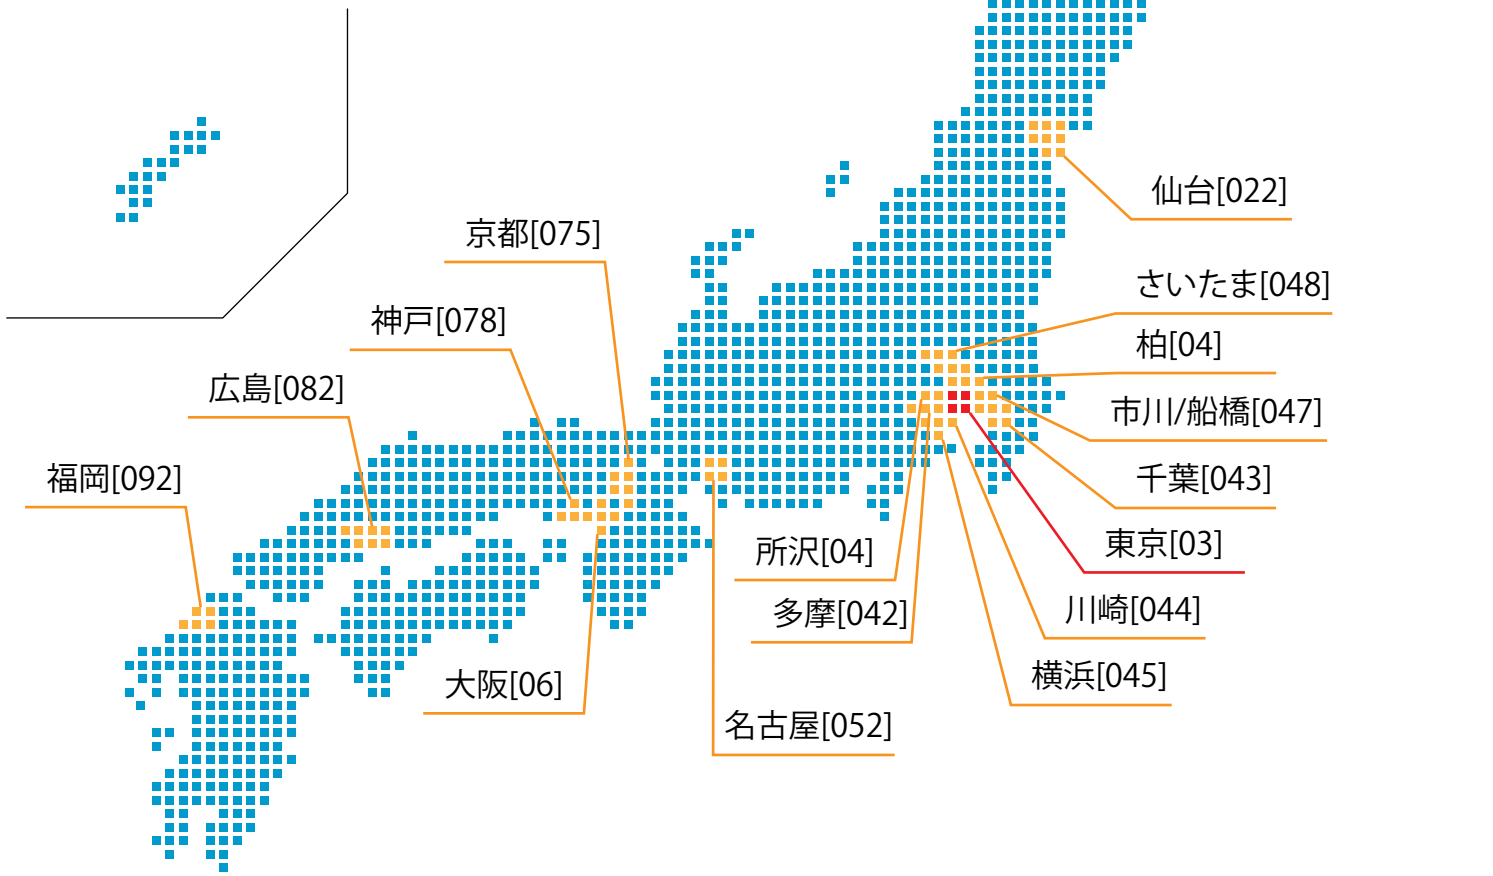 仙台[022]
京都[075]
さいたま[048]
神戸[078]
柏[04]
広島[082]
市川/船橋[047]
福岡[092]
千葉[043]
東京[03]
所沢[04]
川崎[044]
多摩[042]
横浜[045]
大阪[06]
名古屋[052]